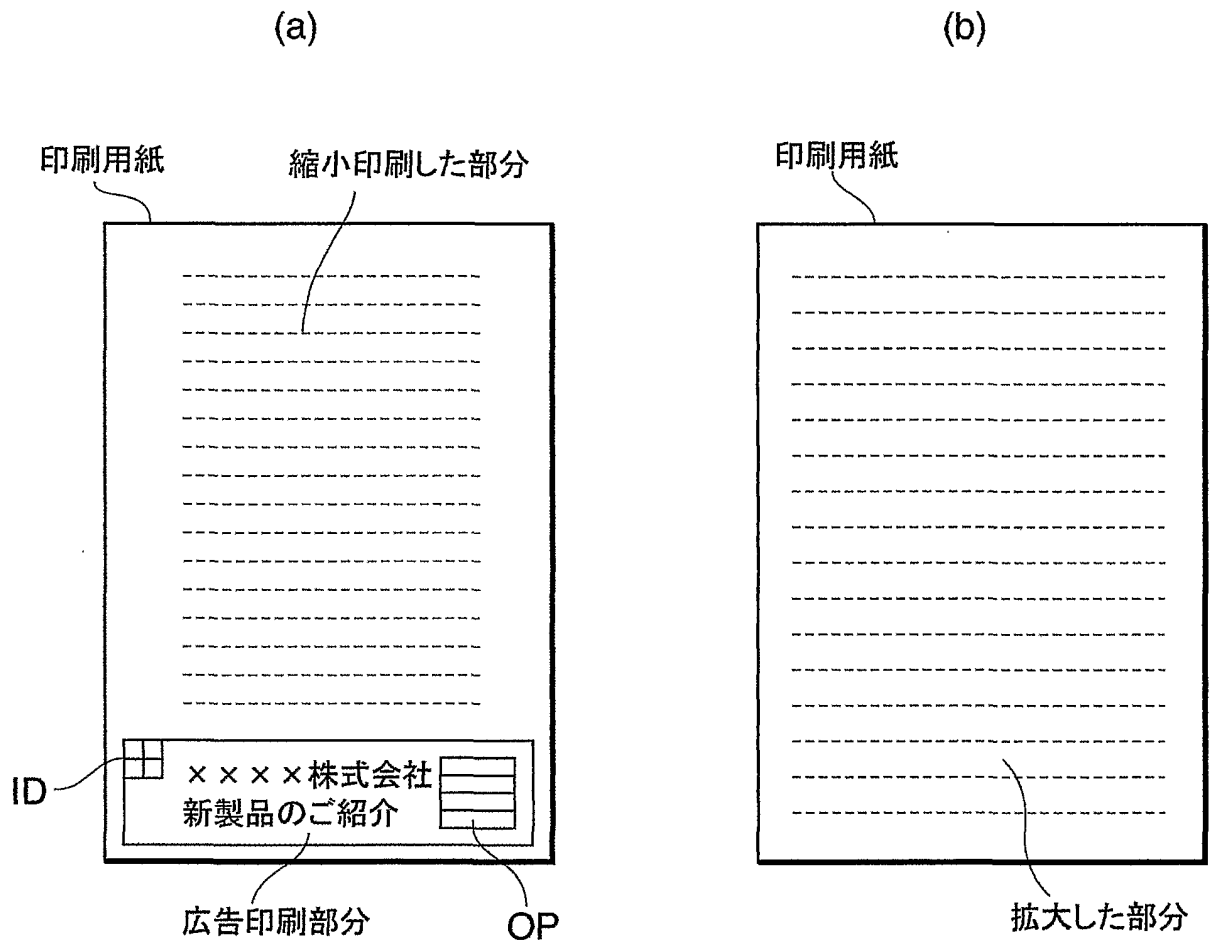 (a)
印刷用紙
縮小印刷した部分
ID
××××株式会社
新製品のご紹介
広告印刷部分
OP
(b)
印刷用紙
拡大した部分